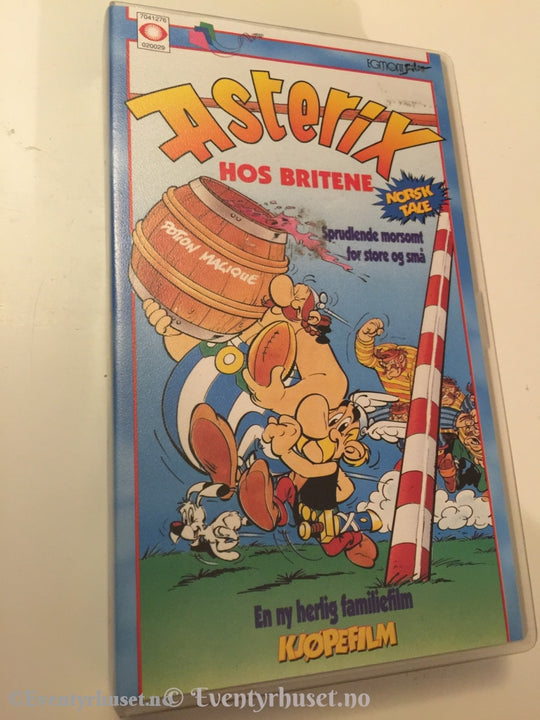 7041276
020029
EGMONT film
Asterix
HOS BRITENE
NORSK
TALE
Sprudlende morsomt
for store og små
POTION MAGIQUE
En ny herlig familiefilm
KJØPEFILM
© Eventyrhuset.no © Eventyrhuset.no